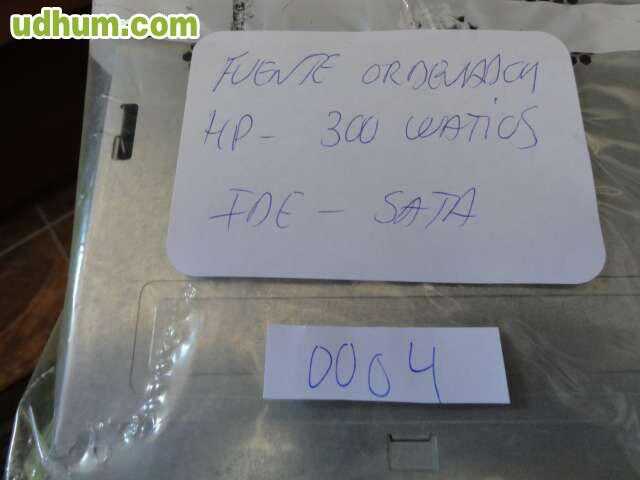 udhum.com
FUENTE ORDENADOR
HP - 300 WATIOS
IDE - SATA
0004